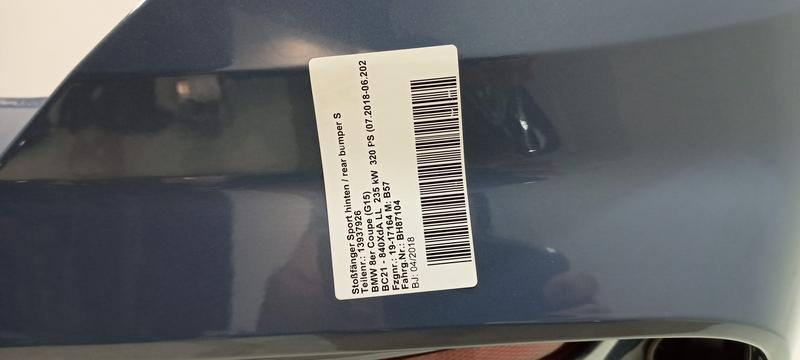 Stoßfänger Sport hinten / rear bumper S
Teilenr.: 13937926
BMW 8er Coupe (G15)
BC21 - 840XdA LL 235 kW 320 PS (07.2018-06.202
Fzgnr.: 19-17164 M: B57
Fahrg.Nr.: BH87104
BJ: 04/2018